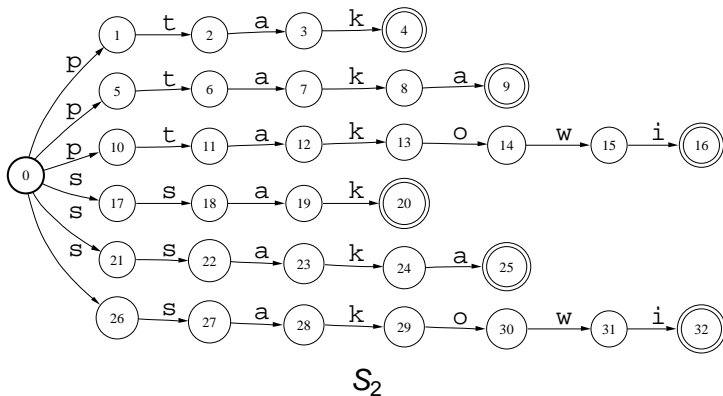 1 t 2 a 3 k 4
p
5 t 6 a 7 k 8 a 9
p
10 t 11 a 12 k 13 o 14 w 15 i 16
p
0
s
17 s 18 a 19 k 20
s
21 s 22 a 23 k 24 a 25
s
26 s 27 a 28 k 29 o 30 w 31 i 32
S2